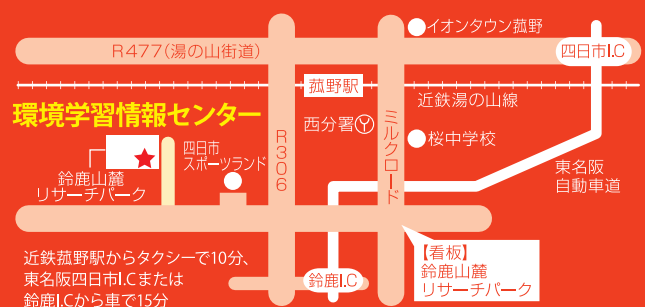 イオンタウン菰野
R477(湯の山街道)
四日市I.C
菰野駅
近鉄湯の山線
環境学習情報センター
西分署
桜中学校
R306
ミルクロード
四日市
スポーツランド
鈴鹿山麓
リサーチパーク
東名阪
自動車道
【看板】
鈴鹿山麓
リサーチパーク
鈴鹿I.C
近鉄菰野駅からタクシーで10分、
東名阪四日市I.Cまたは
鈴鹿I.Cから車で15分